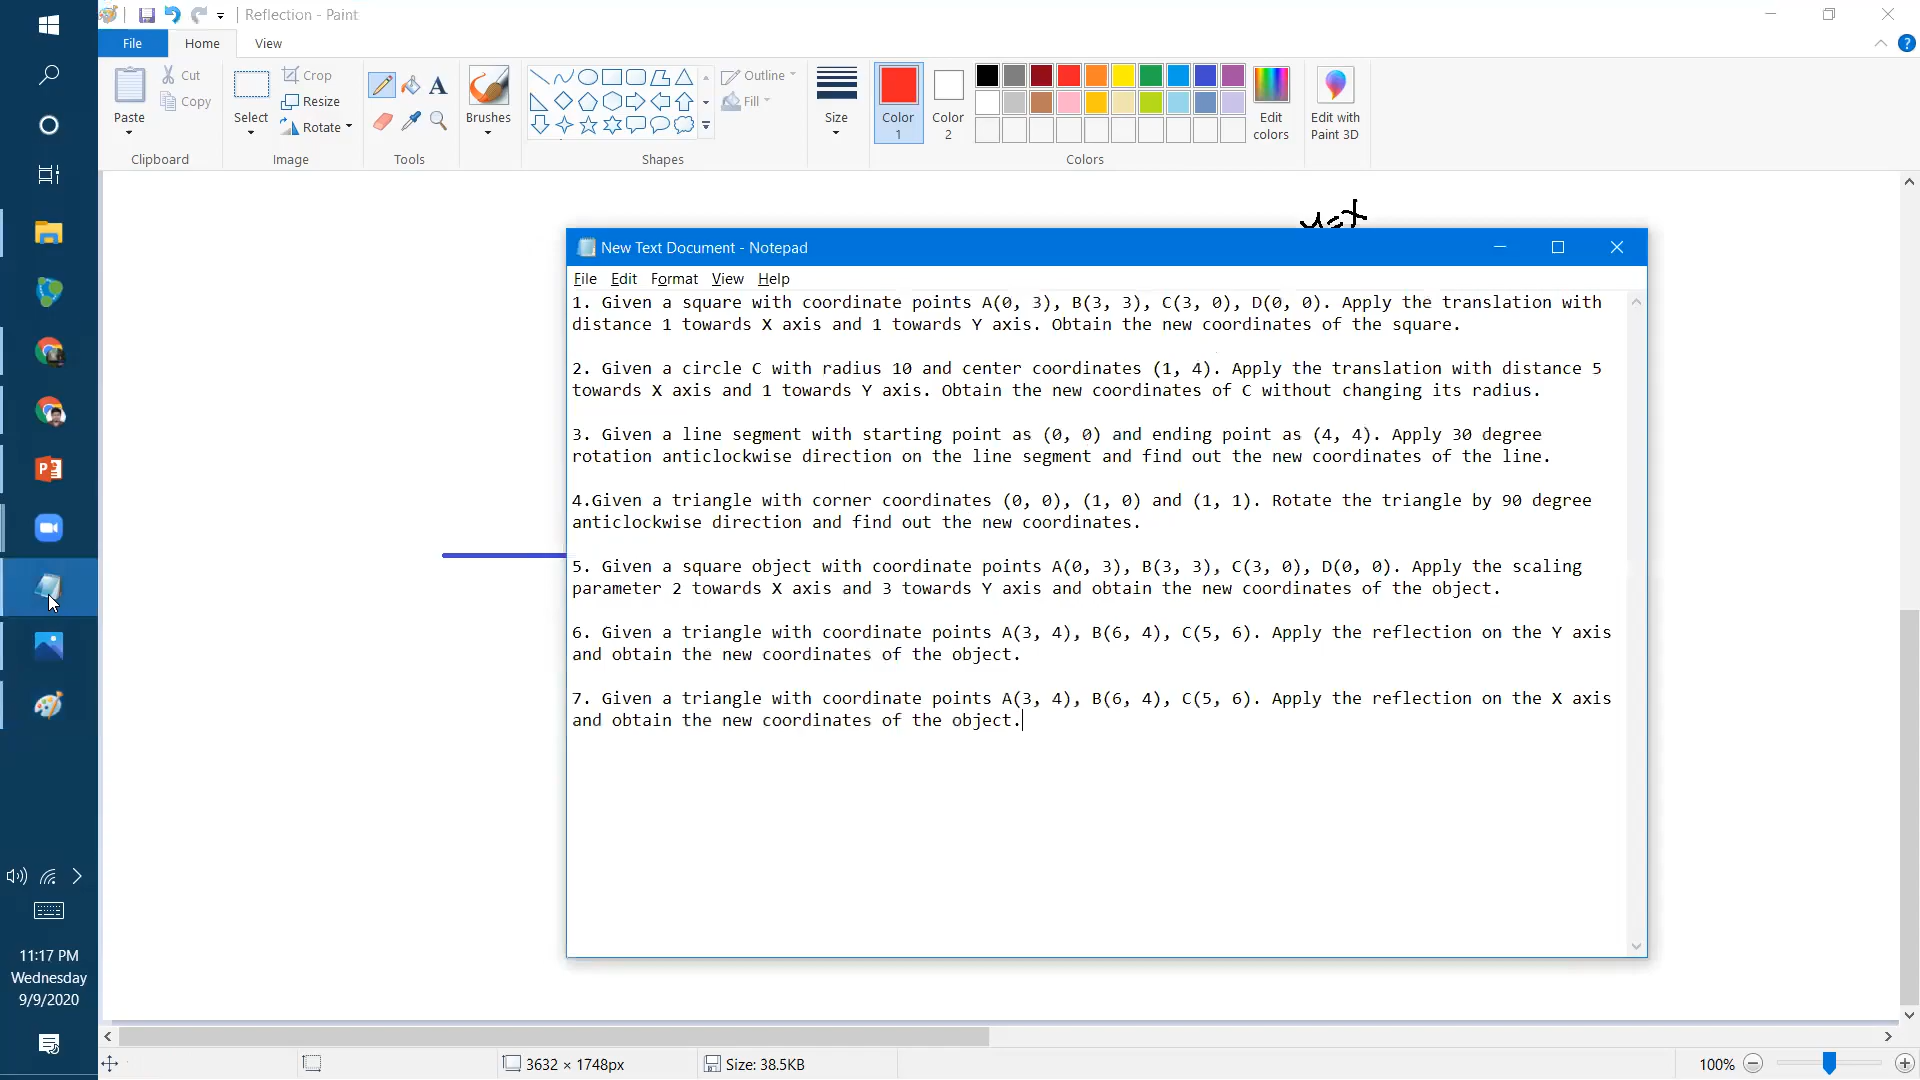 Reflection - Paint
File Home View
Paste Cut Copy Select Crop Resize Rotate Brushes Outline Fill Size Color 1 Color 2 Edit colors Edit with Paint 3D
Clipboard Image Tools Shapes Colors
y=x
New Text Document - Notepad
File Edit Format View Help
1. Given a square with coordinate points A(0, 3), B(3, 3), C(3, 0), D(0, 0). Apply the translation with
distance 1 towards X axis and 1 towards Y axis. Obtain the new coordinates of the square.
2. Given a circle C with radius 10 and center coordinates (1, 4). Apply the translation with distance 5
towards X axis and 1 towards Y axis. Obtain the new coordinates of C without changing its radius.
3. Given a line segment with starting point as (0, 0) and ending point as (4, 4). Apply 30 degree
rotation anticlockwise direction on the line segment and find out the new coordinates of the line.
4.Given a triangle with corner coordinates (0, 0), (1, 0) and (1, 1). Rotate the triangle by 90 degree
anticlockwise direction and find out the new coordinates.
5. Given a square object with coordinate points A(0, 3), B(3, 3), C(3, 0), D(0, 0). Apply the scaling
parameter 2 towards X axis and 3 towards Y axis and obtain the new coordinates of the object.
6. Given a triangle with coordinate points A(3, 4), B(6, 4), C(5, 6). Apply the reflection on the Y axis
and obtain the new coordinates of the object.
7. Given a triangle with coordinate points A(3, 4), B(6, 4), C(5, 6). Apply the reflection on the X axis
and obtain the new coordinates of the object.
11:17 PM
Wednesday
9/9/2020
3632 × 1748px Size: 38.5KB 100%